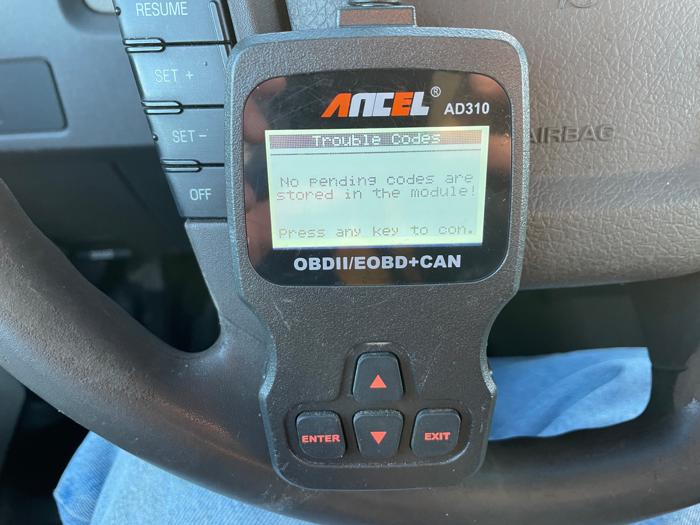 RESUME
SET +
SET -
OFF
AIRBAG
ANCEL®
AD310
Trouble Codes
No pending codes are
stored in the module!
Press any key to con.
OBDII/EOBD+CAN
ENTER
EXIT